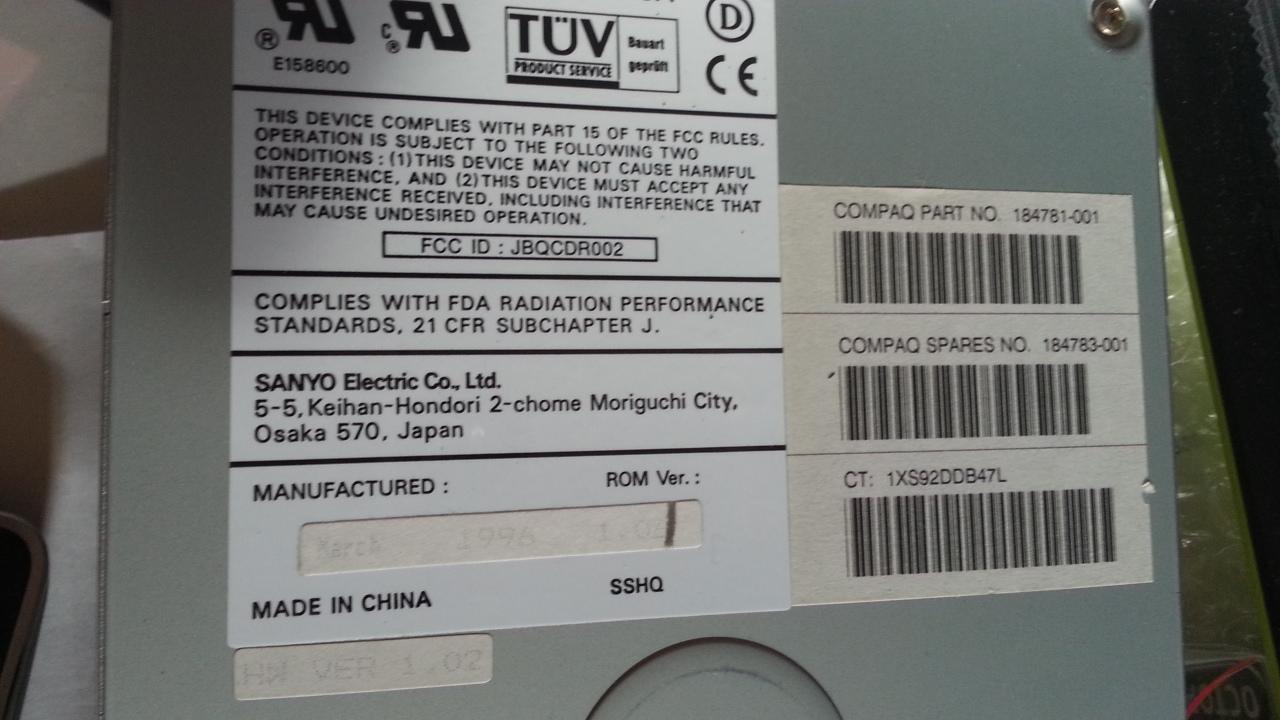 E158600
TÜV
PRODUCT SERVICE
Bauart
geprüft
D
CE
THIS DEVICE COMPLIES WITH PART 15 OF THE FCC RULES.
OPERATION IS SUBJECT TO THE FOLLOWING TWO
CONDITIONS : (1) THIS DEVICE MAY NOT CAUSE HARMFUL
INTERFERENCE, AND (2) THIS DEVICE MUST ACCEPT ANY
INTERFERENCE RECEIVED, INCLUDING INTERFERENCE THAT
MAY CAUSE UNDESIRED OPERATION.
FCC ID : JBQCDR002
COMPLIES WITH FDA RADIATION PERFORMANCE
STANDARDS, 21 CFR SUBCHAPTER J.
SANYO Electric Co., Ltd.
5-5, Keihan-Hondori 2-chome Moriguchi City,
Osaka 570, Japan
MANUFACTURED : ROM Ver. :
March 1996
MADE IN CHINA SSHQ
HW VER 1.02
COMPAQ PART NO. 184781-001
COMPAQ SPARES NO. 184783-001
CT: 1XS92DDB47L